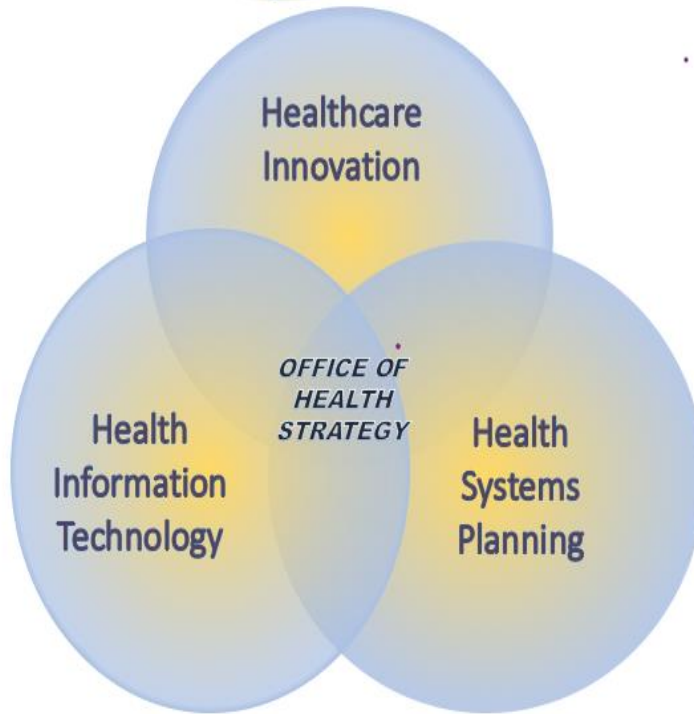 Healthcare
Innovation
OFFICE OF
HEALTH
STRATEGY
Health
Information
Technology
Health
Systems
Planning